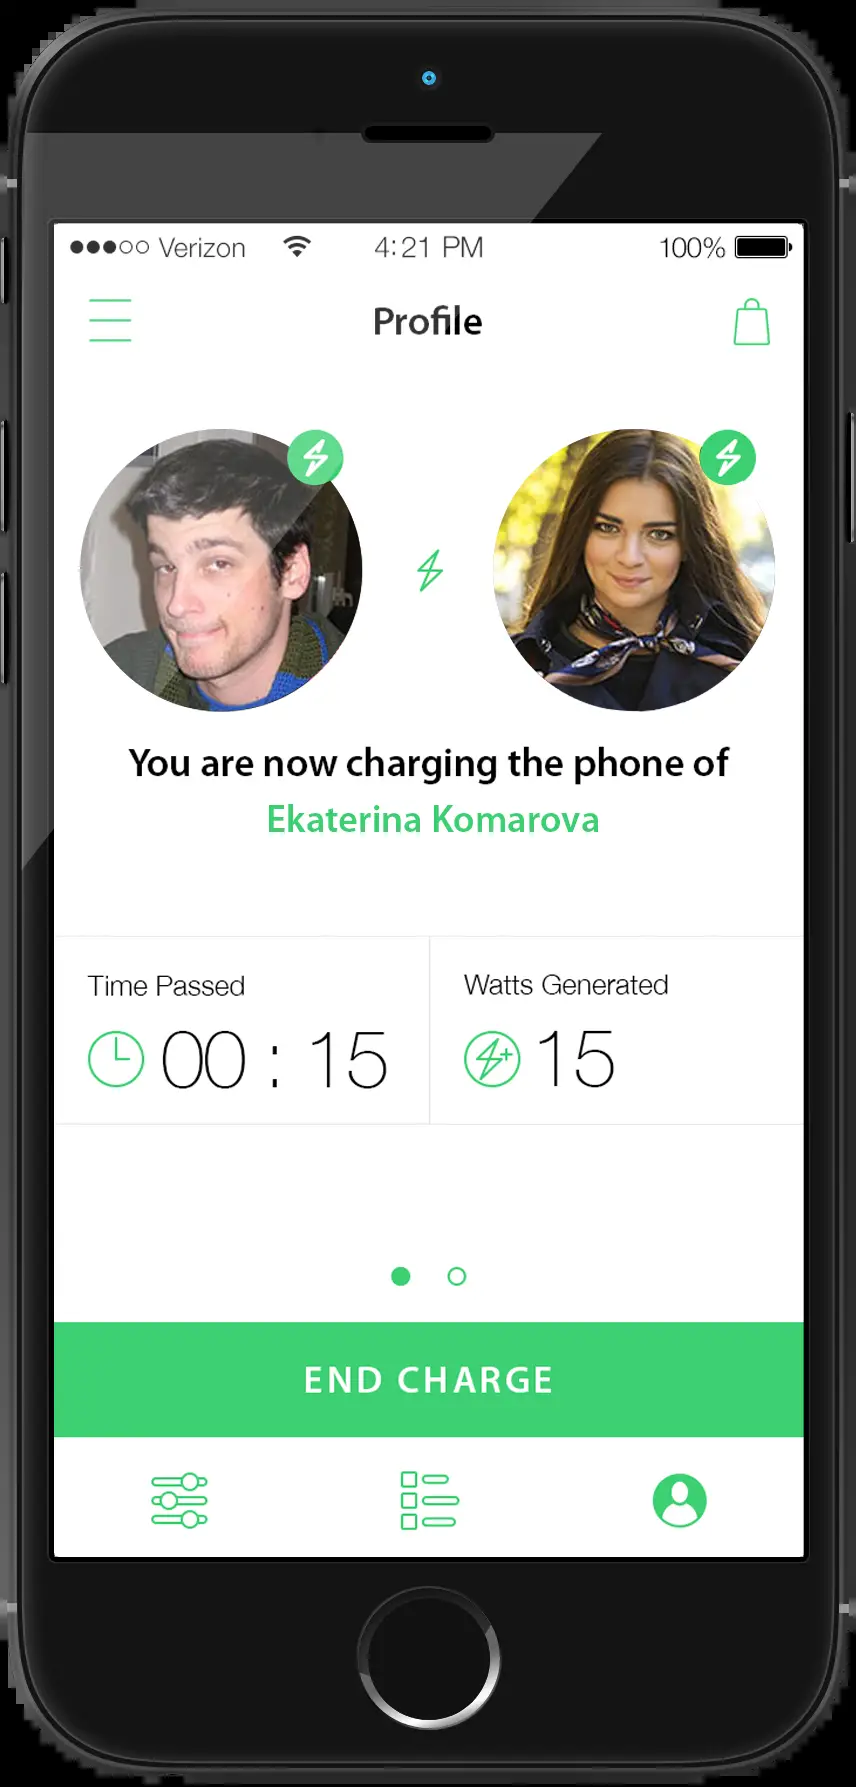 Verizon 4:21 PM 100%
Profile
You are now charging the phone of
Ekaterina Komarova
Time Passed Watts Generated
00 : 15 15
END CHARGE